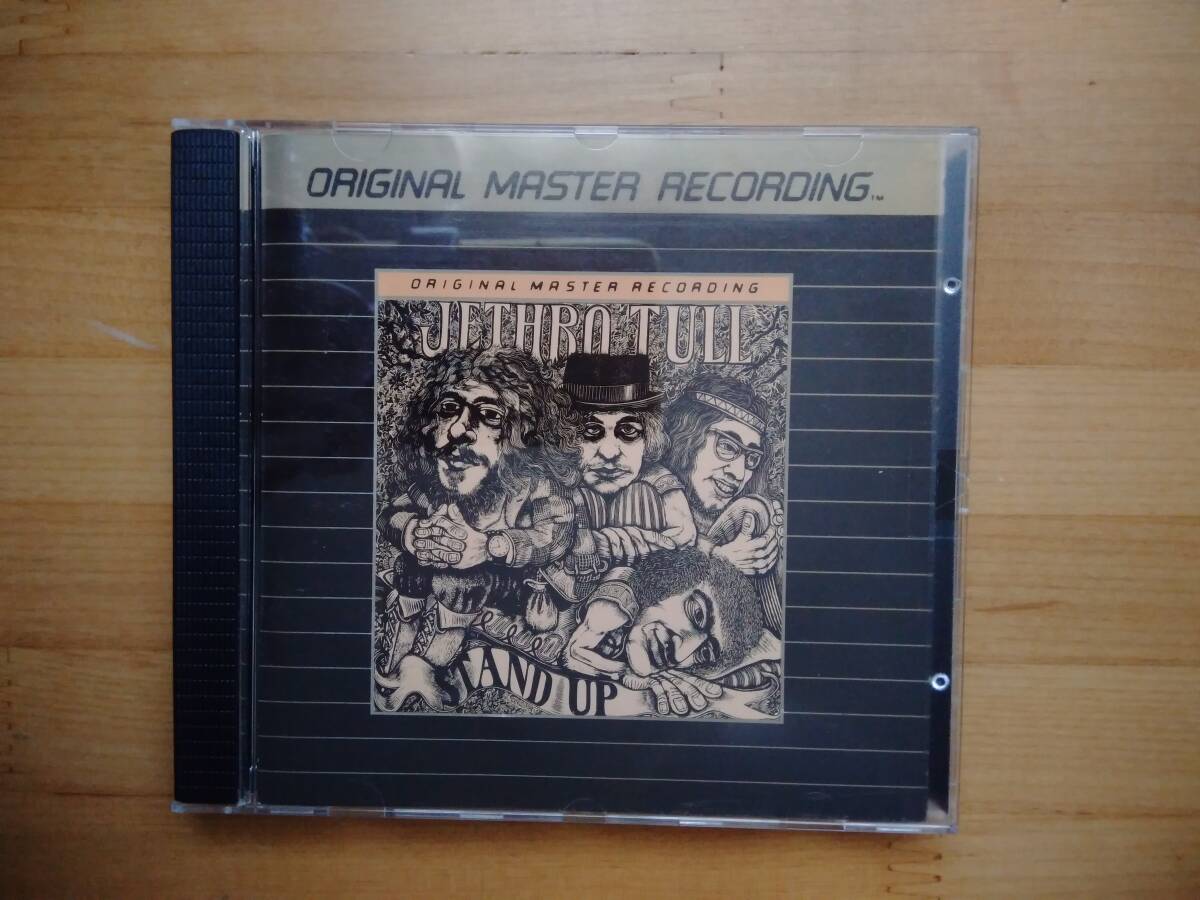 ORIGINAL MASTER RECORDING™
ORIGINAL MASTER RECORDING
JETHRO TULL
STAND UP